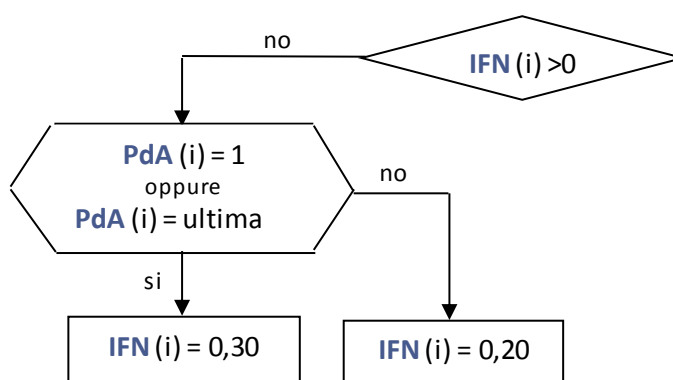 no
IFN (i) >0
PdA (i) = 1
oppure
PdA (i) = ultima
no
si
IFN (i) = 0,30
IFN (i) = 0,20